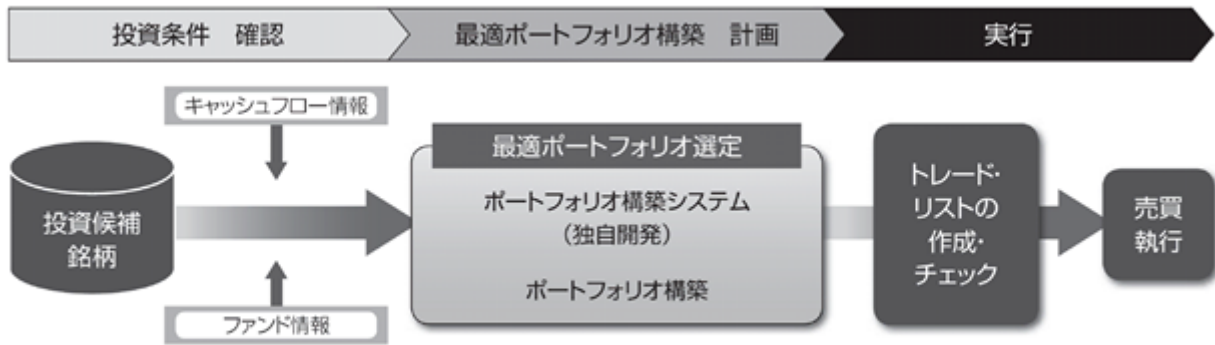 投資条件　確認
最適ポートフォリオ構築　計画
実行
キャッシュフロー情報
投資候補
銘柄
ファンド情報
最適ポートフォリオ選定
ポートフォリオ構築システム
（独自開発）
ポートフォリオ構築
トレード・
リストの
作成・
チェック
売買
執行